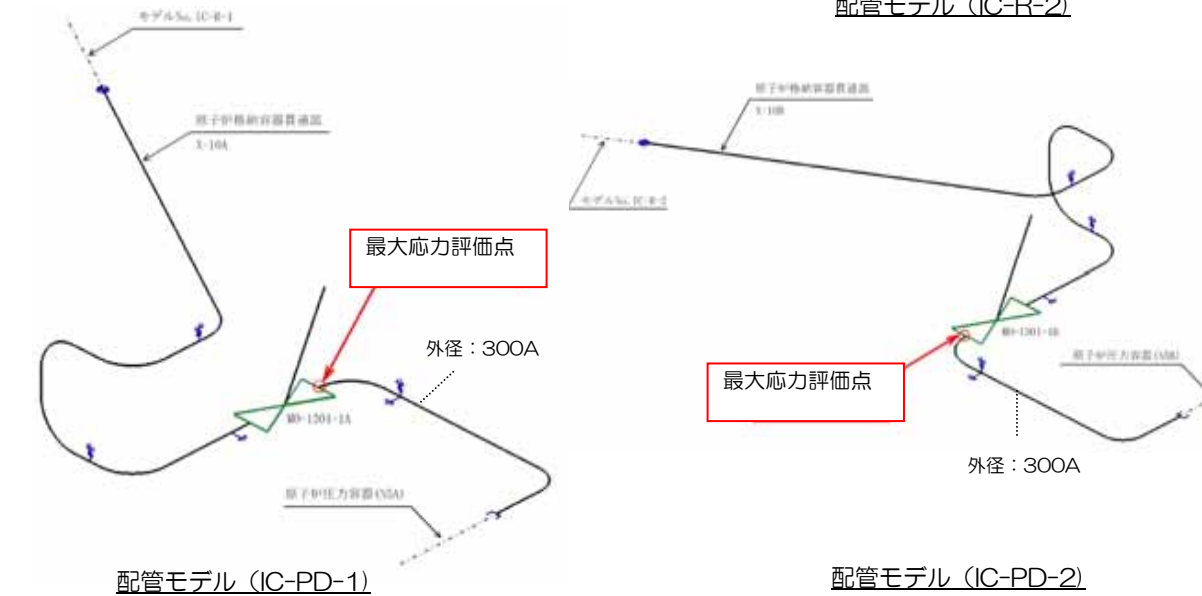 配管モデル（IC-R-2）
モデルNo. IC-R-1
原子炉格納容器貫通部
X-10A
最大応力評価点
外径：300A
MO-1301-1A
原子炉圧力容器(N5A)
配管モデル（IC-PD-1）
原子炉格納容器貫通部
X-10B
モデルNo. IC-R-2
MO-1301-1B
原子炉圧力容器(N5B)
最大応力評価点
外径：300A
配管モデル（IC-PD-2）